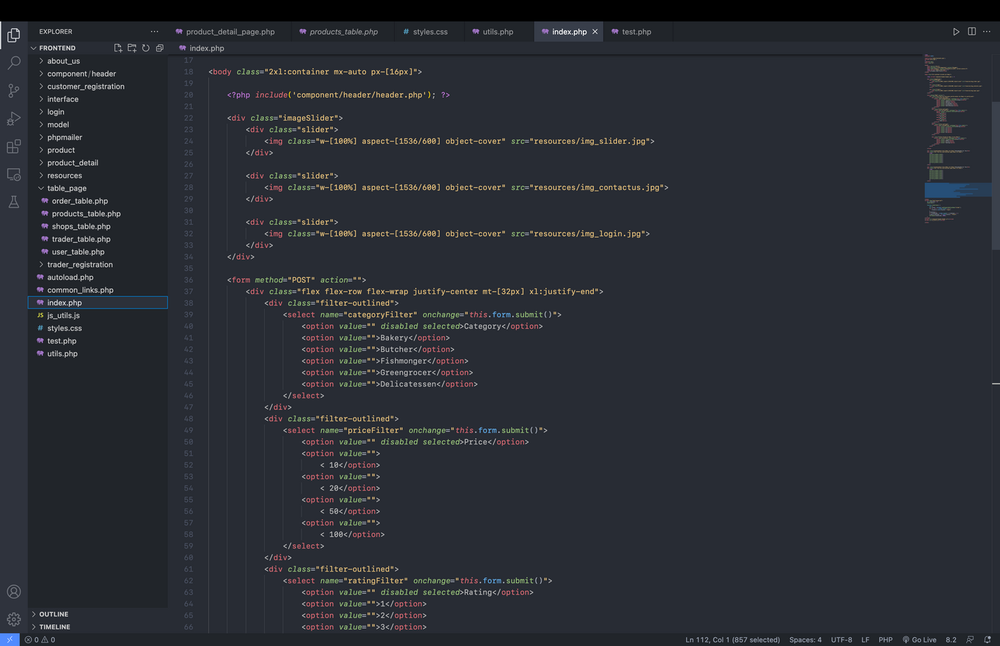 EXPLORER
FRONTEND
about_us
component/header
customer_registration
interface
login
model
phpmailer
product
product_detail
resources
table_page
order_table.php
products_table.php
shops_table.php
trader_table.php
user_table.php
trader_registration
autoload.php
common_links.php
index.php
JS js_utils.js
# styles.css
test.php
utils.php
OUTLINE
TIMELINE
product_detail_page.php products_table.php # styles.css utils.php index.php test.php
index.php
17
18 <body class="2xl:container mx-auto px-[16px]">
19
20 <?php include('component/header/header.php'); ?>
21
22 <div class="imageSlider">
23 <div class="slider">
24 <img class="w-[100%] aspect-[1536/600] object-cover" src="resources/img_slider.jpg">
25 </div>
26
27 <div class="slider">
28 <img class="w-[100%] aspect-[1536/600] object-cover" src="resources/img_contactus.jpg">
29 </div>
30
31 <div class="slider">
32 <img class="w-[100%] aspect-[1536/600] object-cover" src="resources/img_login.jpg">
33 </div>
34 </div>
35
36 <form method="POST" action="">
37 <div class="flex flex-row flex-wrap justify-center mt-[32px] xl:justify-end">
38 <div class="filter-outlined">
39 <select name="categoryFilter" onchange="this.form.submit()">
40 <option value="" disabled selected>Category</option>
41 <option value="">Bakery</option>
42 <option value="">Butcher</option>
43 <option value="">Fishmonger</option>
44 <option value="">Greengrocer</option>
45 <option value="">Delicatessen</option>
46 </select>
47 </div>
48 <div class="filter-outlined">
49 <select name="priceFilter" onchange="this.form.submit()">
50 <option value="" disabled selected>Price</option>
51 <option value="">
52 < 10</option>
53 <option value="">
54 < 20</option>
55 <option value="">
56 < 50</option>
57 <option value="">
58 < 100</option>
59 </select>
60 </div>
61 <div class="filter-outlined">
62 <select name="ratingFilter" onchange="this.form.submit()">
63 <option value="" disabled selected>Rating</option>
64 <option value="">1</option>
65 <option value="">2</option>
66 <option value="">3</option>
0 0 Ln 112, Col 1 (857 selected) Spaces: 4 UTF-8 LF PHP Go Live 8.2